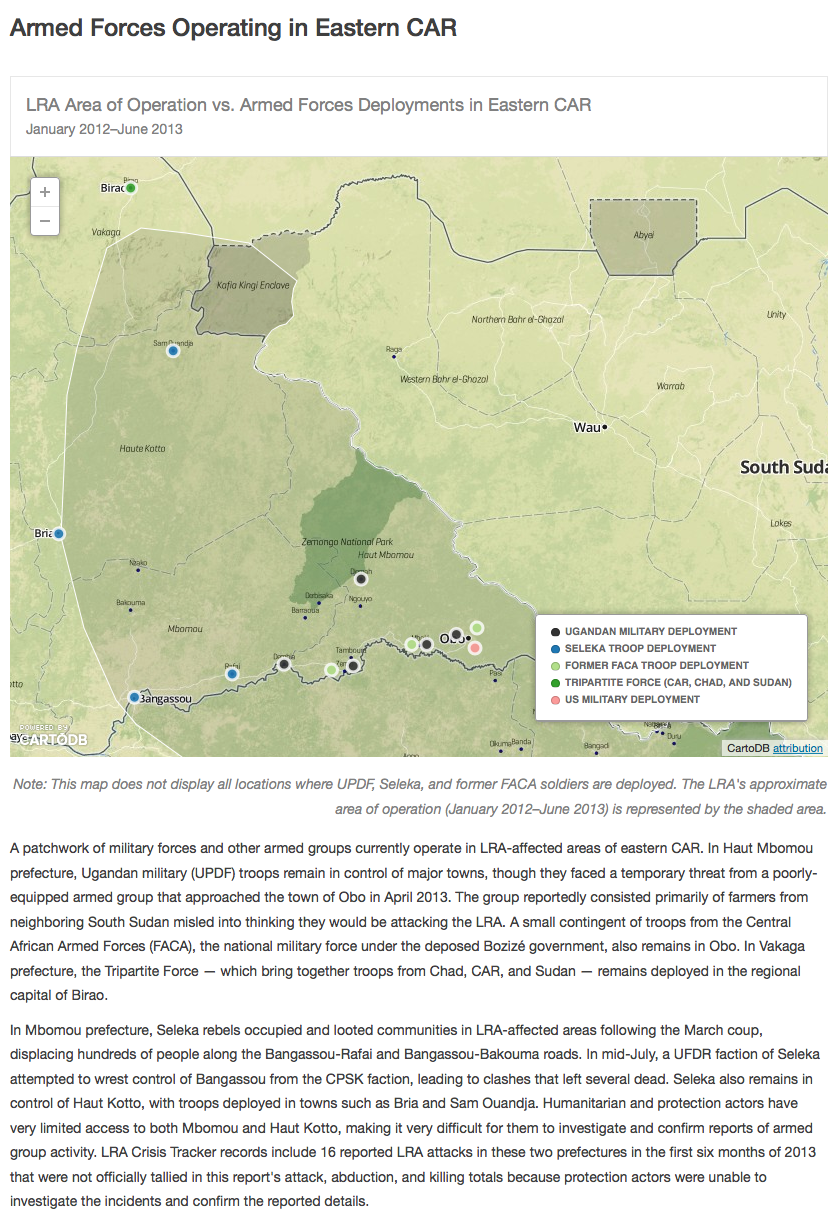 Armed Forces Operating in Eastern CAR
LRA Area of Operation vs. Armed Forces Deployments in Eastern CAR
January 2012–June 2013
+
−
Birao
Vakaga
Kafia Kingi Enclave
Abyei
Sam Ouandja
Raga
Northern Bahr el-Ghazal
Unity
Western Bahr el-Ghazal
Warrab
Haute Kotto
Wau
South Suda
Lakes
Bria
Zemongo National Park
Haut Mbomou
Nzako
Djemah
Bakouma
Derbisaka
Ngouyo
Barraoua
Mbomou
Obo
Rafai
Dembia
Tamboura
Bangassou
Banda
Bangadi
Duru
UGANDAN MILITARY DEPLOYMENT
SELEKA TROOP DEPLOYMENT
FORMER FACA TROOP DEPLOYMENT
TRIPARTITE FORCE (CAR, CHAD, AND SUDAN)
US MILITARY DEPLOYMENT
POWERED BY
CARTODB
CartoDB attribution
Note: This map does not display all locations where UPDF, Seleka, and former FACA soldiers are deployed. The LRA's approximate
area of operation (January 2012–June 2013) is represented by the shaded area.
A patchwork of military forces and other armed groups currently operate in LRA-affected areas of eastern CAR. In Haut Mbomou
prefecture, Ugandan military (UPDF) troops remain in control of major towns, though they faced a temporary threat from a poorly-
equipped armed group that approached the town of Obo in April 2013. The group reportedly consisted primarily of farmers from
neighboring South Sudan misled into thinking they would be attacking the LRA. A small contingent of troops from the Central
African Armed Forces (FACA), the national military force under the deposed Bozizé government, also remains in Obo. In Vakaga
prefecture, the Tripartite Force — which bring together troops from Chad, CAR, and Sudan — remains deployed in the regional
capital of Birao.
In Mbomou prefecture, Seleka rebels occupied and looted communities in LRA-affected areas following the March coup,
displacing hundreds of people along the Bangassou-Rafai and Bangassou-Bakouma roads. In mid-July, a UFDR faction of Seleka
attempted to wrest control of Bangassou from the CPSK faction, leading to clashes that left several dead. Seleka also remains in
control of Haut Kotto, with troops deployed in towns such as Bria and Sam Ouandja. Humanitarian and protection actors have
very limited access to both Mbomou and Haut Kotto, making it very difficult for them to investigate and confirm reports of armed
group activity. LRA Crisis Tracker records include 16 reported LRA attacks in these two prefectures in the first six months of 2013
that were not officially tallied in this report's attack, abduction, and killing totals because protection actors were unable to
investigate the incidents and confirm the reported details.